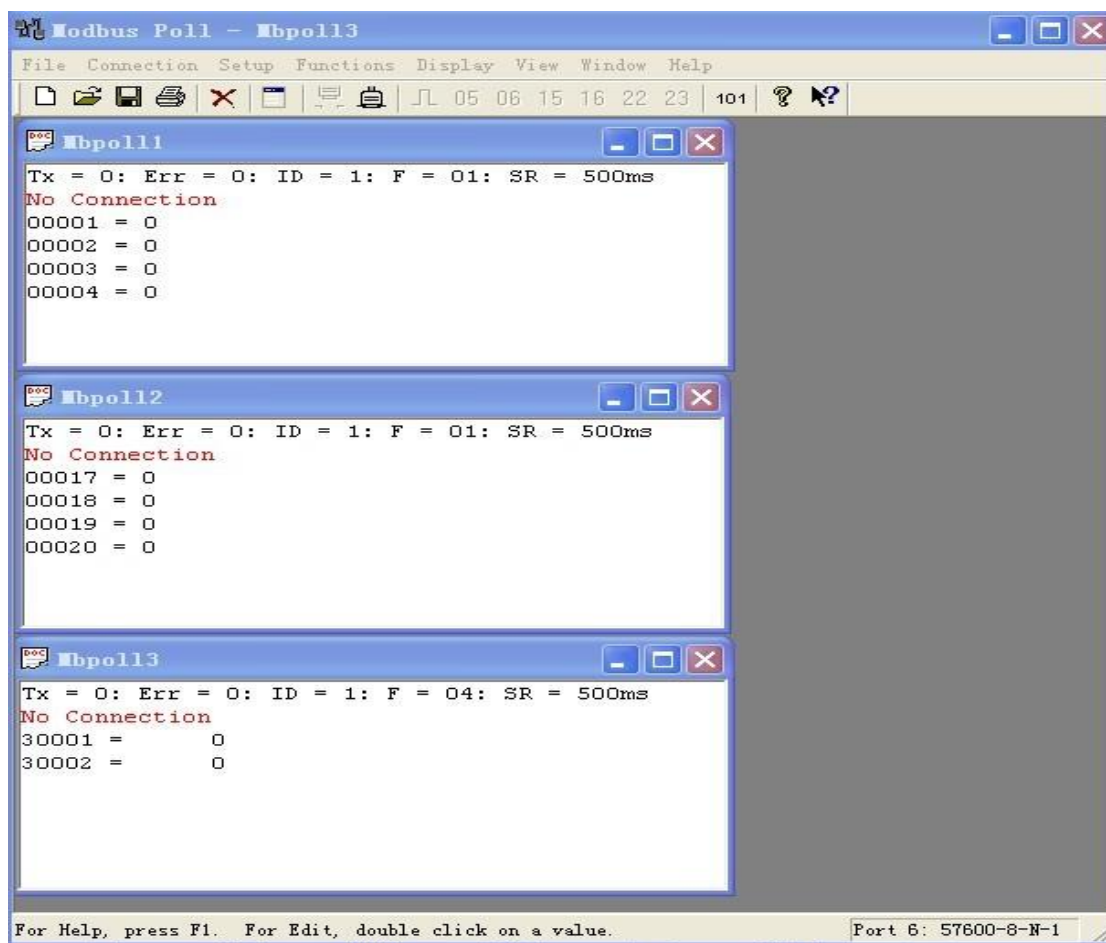 Modbus Poll - Mbpoll3
File Connection Setup Functions Display View Window Help
05 06 15 16 22 23 101
Mbpoll1
Tx = 0: Err = 0: ID = 1: F = 01: SR = 500ms
No Connection
00001 = 0
00002 = 0
00003 = 0
00004 = 0
Mbpoll2
Tx = 0: Err = 0: ID = 1: F = 01: SR = 500ms
No Connection
00017 = 0
00018 = 0
00019 = 0
00020 = 0
Mbpoll3
Tx = 0: Err = 0: ID = 1: F = 04: SR = 500ms
No Connection
30001 = 0
30002 = 0
For Help, press F1. For Edit, double click on a value. Port 6: 57600-8-N-1